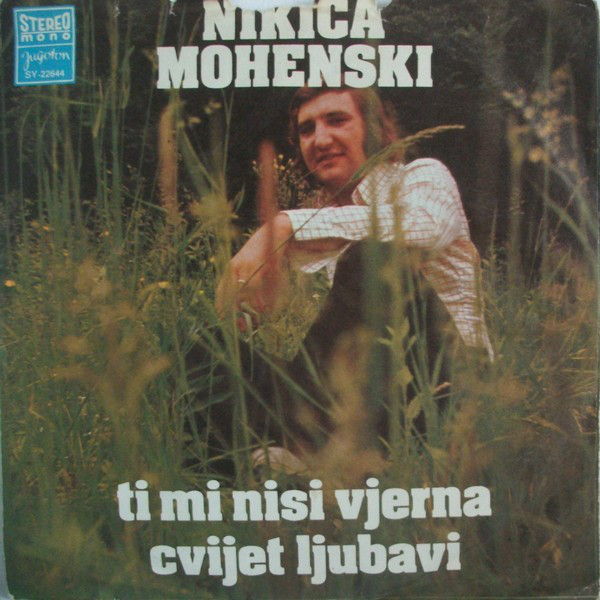 STEREO
mono
Jugoton
SY-22644
NIKICA
MOHENSKI
ti mi nisi vjerna
cvijet ljubavi